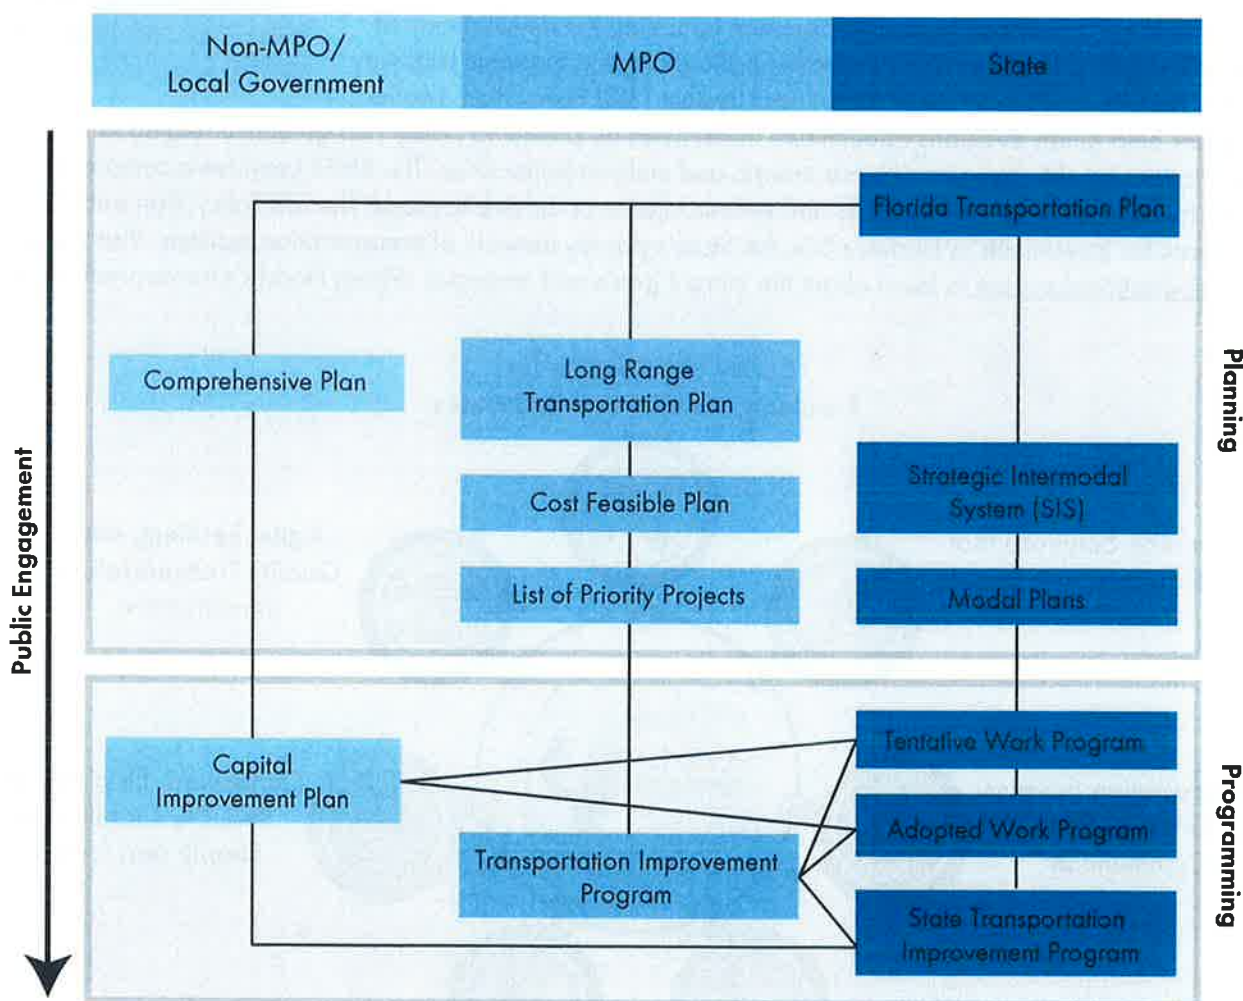 Non-MPO/
Local Government
MPO
State
Florida Transportation Plan
Comprehensive Plan
Long Range
Transportation Plan
Cost Feasible Plan
Strategic Intermodal
System (SIS)
List of Priority Projects
Modal Plans
Planning
Public Engagement
Capital
Improvement Plan
Tentative Work Program
Adopted Work Program
Transportation Improvement
Program
State Transportation
Improvement Program
Programming